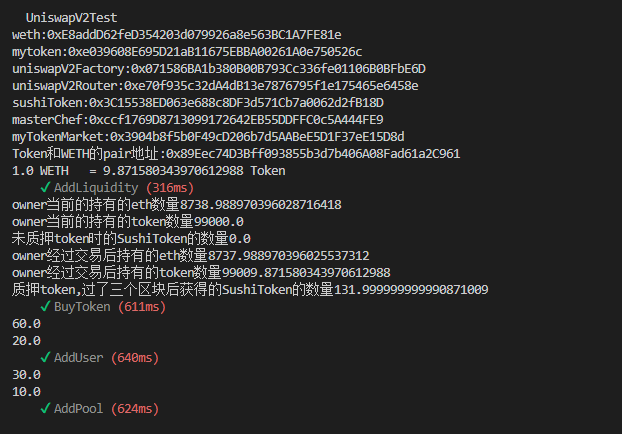 UniswapV2Test
weth:0xE8addD62feD354203d079926a8e563BC1A7FE81e
mytoken:0xe039608E695D21aB11675EBBA00261A0e750526c
uniswapV2Factory:0x071586BA1b380B00B793Cc336fe01106B0BFbE6D
uniswapV2Router:0xe70f935c32dA4dB13e7876795f1e175465e6458e
sushiToken:0x3C15538ED063e688c8DF3d571Cb7a0062d2fB18D
masterChef:0xccf1769D8713099172642EB55DDFFC0c5A444FE9
myTokenMarket:0x3904b8f5b0F49cD206b7d5AABeE5D1F37eE15D8d
Token和WETH的pair地址:0x89Eec74D3Bff093855b3d7b406A08Fad61a2C961
1.0 WETH   = 9.871580343970612988 Token
✔ AddLiquidity (316ms)
owner当前的持有的eth数量8738.988970396028716418
owner当前的持有的token数量99000.0
未质押token时的SushiToken的数量0.0
owner经过交易后持有的eth数量8737.988970396025537312
owner经过交易后持有的token数量99009.871580343970612988
质押token,过了三个区块后获得的SushiToken的数量131.999999999990871009
✔ BuyToken (611ms)
60.0
20.0
✔ AddUser (640ms)
30.0
10.0
✔ AddPool (624ms)